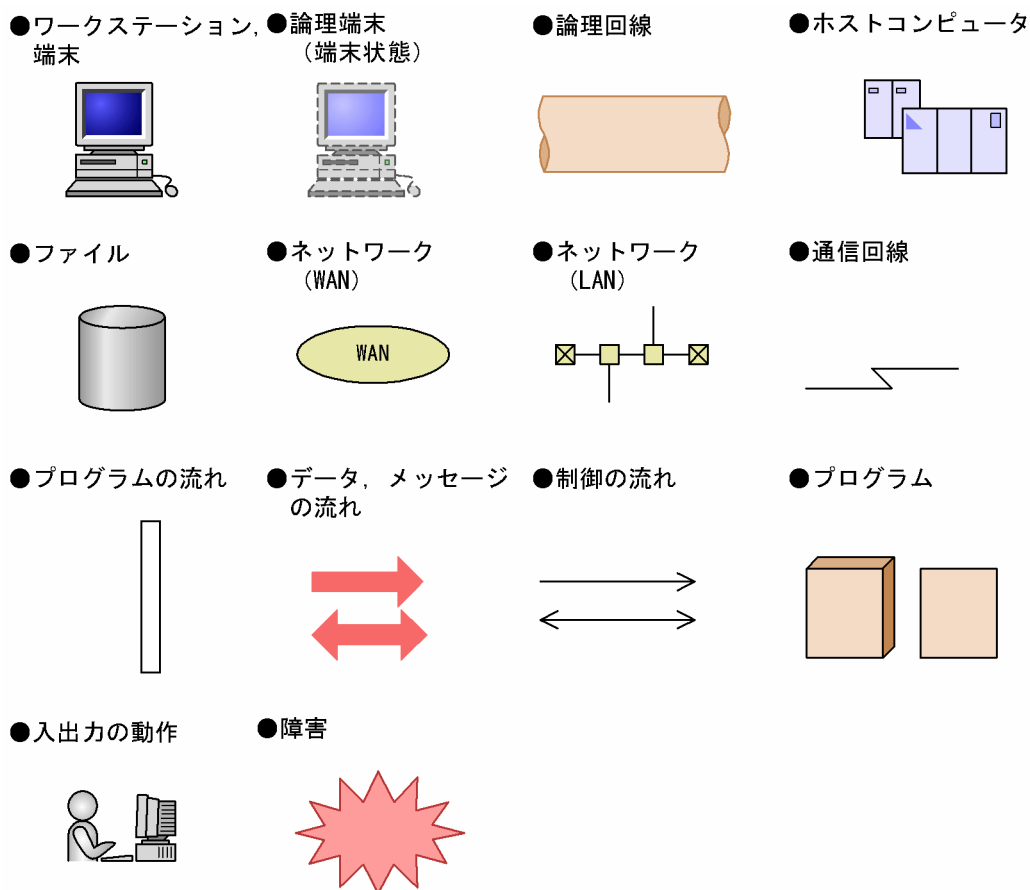 ●ワークステーション,
端末
●論理端末
（端末状態）
●論理回線
●ホストコンピュータ
●ファイル
●ネットワーク
（WAN）
WAN
●ネットワーク
（LAN）
●通信回線
●プログラムの流れ
●データ，メッセージ
の流れ
●制御の流れ
●プログラム
●入出力の動作
●障害